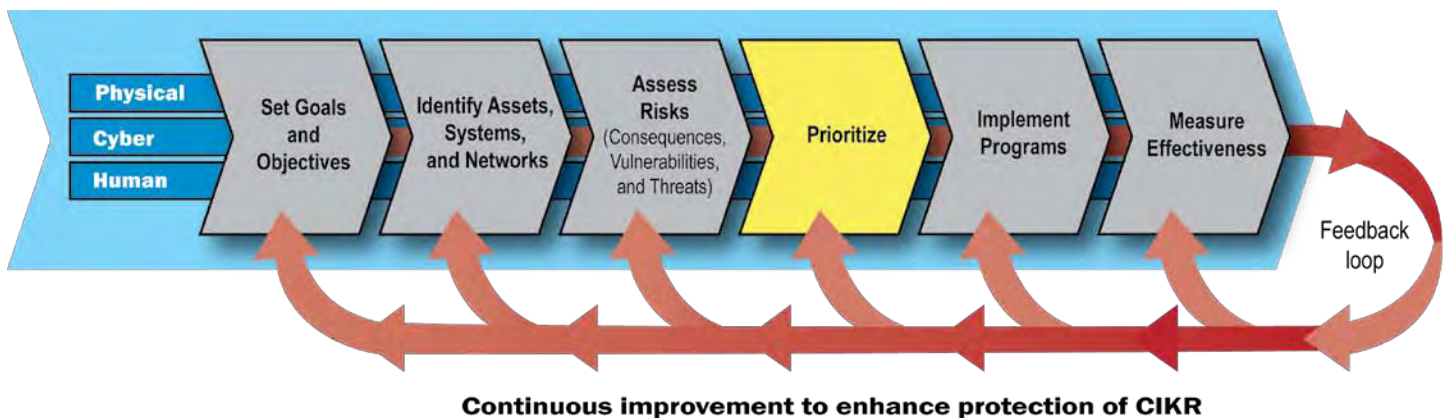 Physical
Cyber
Human
Set Goals
and
Objectives
Identify Assets,
Systems,
and Networks
Assess
Risks
(Consequences,
Vulnerabilities,
and Threats)
Prioritize
Implement
Programs
Measure
Effectiveness
Feedback
loop
Continuous improvement to enhance protection of CIKR